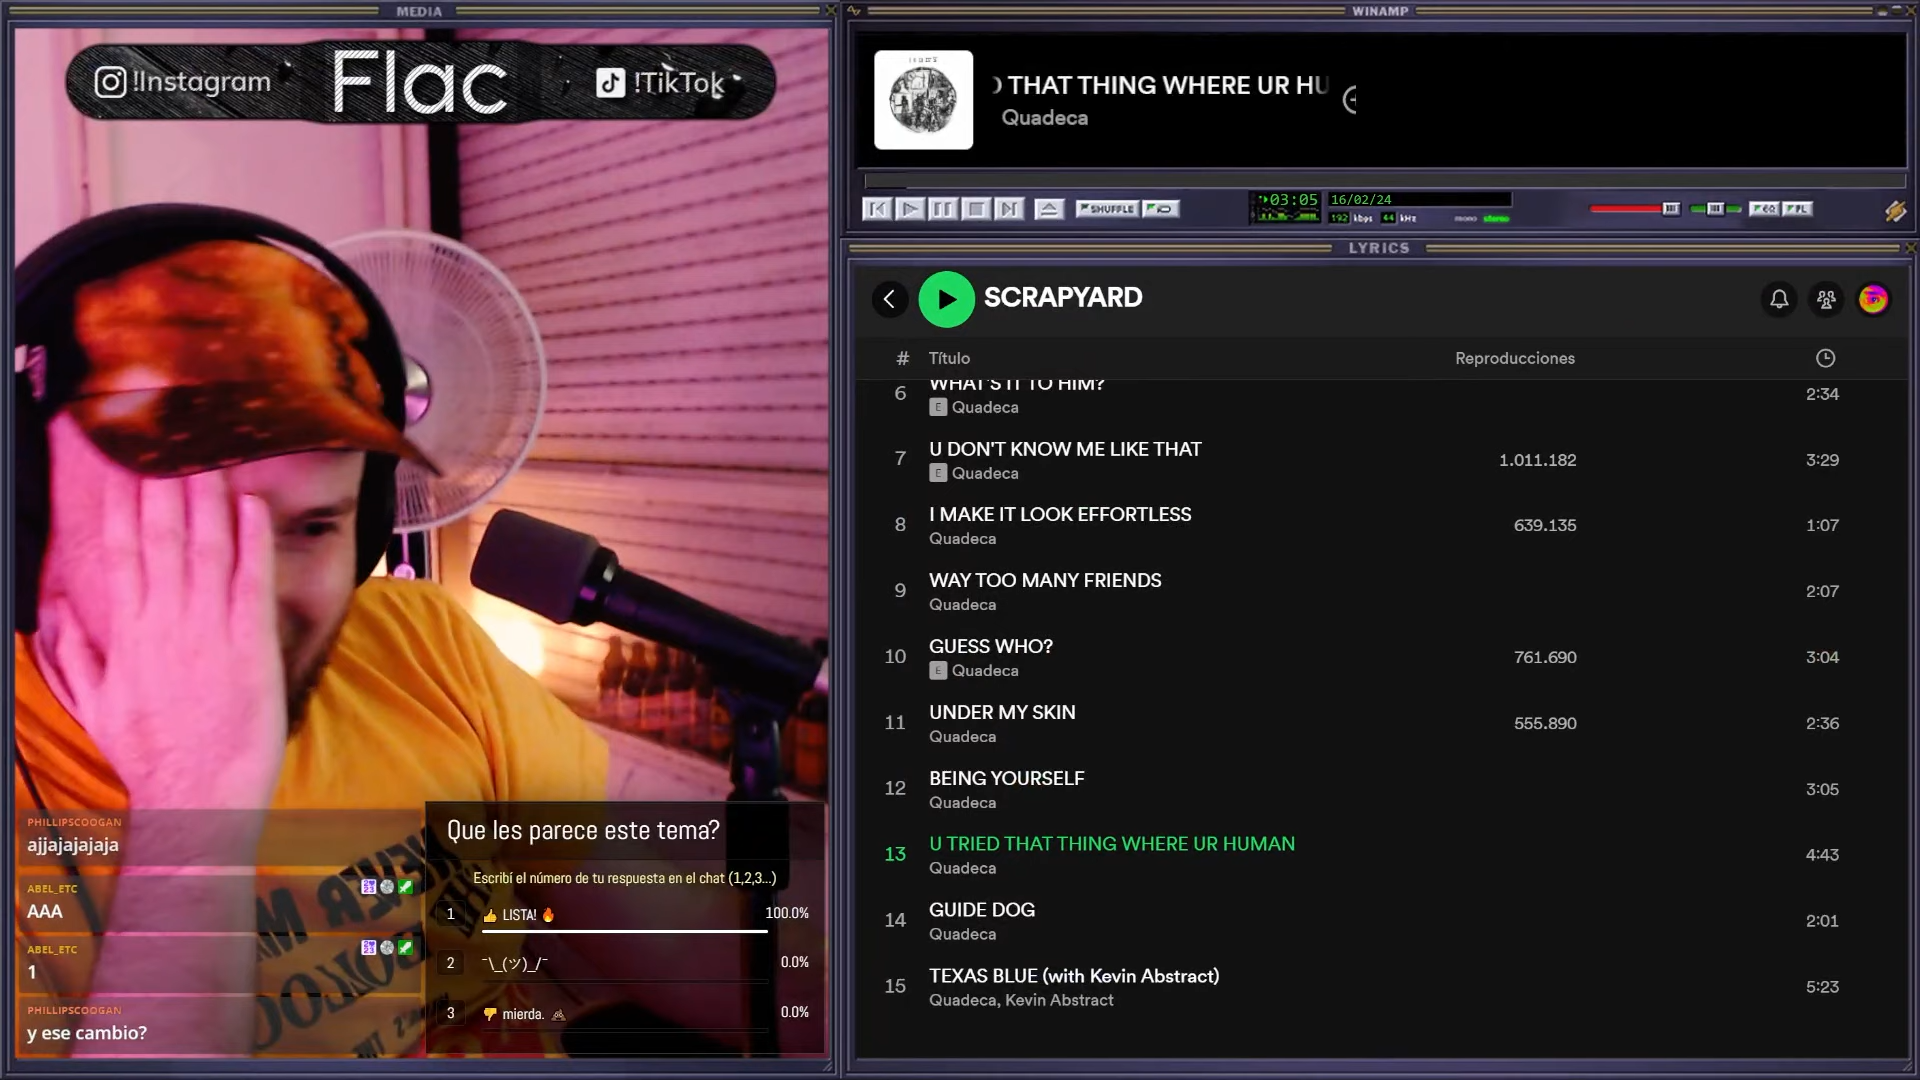 MEDIA
!Instagram
Flac
!TikTok
PHILLIPSCOOGAN
ajjajajajaja
ABEL_ETC
AAA
ABEL_ETC
1
PHILLIPSCOOGAN
y ese cambio?
Que les parece este tema?
Escribí el número de tu respuesta en el chat (1,2,3...)
1 👍 LISTA! 🔥 100.0%
2 ¯\_(ツ)_/¯ 0.0%
3 👎 mierda. 💩 0.0%
WINAMP
THAT THING WHERE UR HU
Quadeca
SHUFFLE
03:05
16/02/24
192 kbps 44 kHz mono stereo
EQ PL
LYRICS
SCRAPYARD
# Título Reproducciones
6 WHAT'S IT TO HIM? 2:34
E Quadeca
7 U DON'T KNOW ME LIKE THAT 1.011.182 3:29
E Quadeca
8 I MAKE IT LOOK EFFORTLESS 639.135 1:07
Quadeca
9 WAY TOO MANY FRIENDS 2:07
Quadeca
10 GUESS WHO? 761.690 3:04
E Quadeca
11 UNDER MY SKIN 555.890 2:36
Quadeca
12 BEING YOURSELF 3:05
Quadeca
13 U TRIED THAT THING WHERE UR HUMAN 4:43
Quadeca
14 GUIDE DOG 2:01
Quadeca
15 TEXAS BLUE (with Kevin Abstract) 5:23
Quadeca, Kevin Abstract